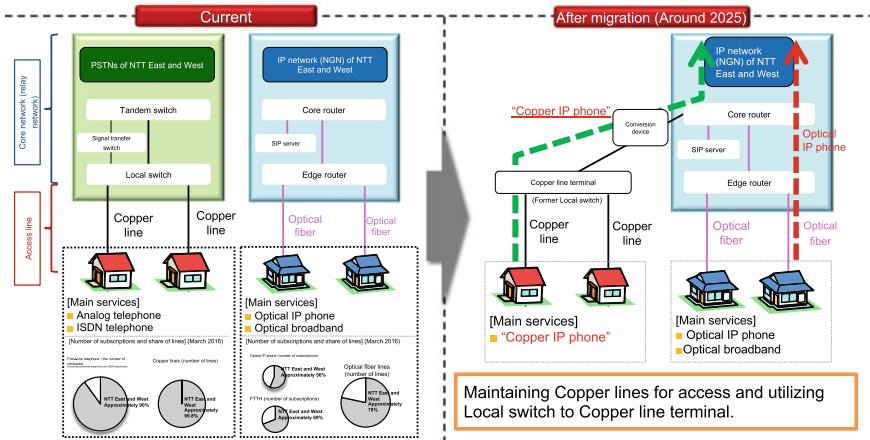 Current
Core network (relay
network)
Access line
PSTNs of NTT East and West
Tandem switch
Signal transfer
switch
Local switch
Copper
line
Copper
line
IP network (NGN) of NTT
East and West
Core router
SIP server
Edge router
Optical
fiber
Optical
fiber
[Main services]
Analog telephone
ISDN telephone
[Number of subscriptions and share of lines] (March 2016)
Fixed-line telephone (the number of
Copper lines (number of lines)
NTT East and West
Approximately 90%
NTT East and
West
Approximately
99.8%
[Main services]
Optical IP phone
Optical broadband
[Number of subscriptions and share of lines] (March 2016)
Optical IP phone (number of subscriptions)
NTT East and West
Approximately 56%
FTTH (number of subscriptions)
NTT East and West
Approximately 69%
Optical fiber lines
(number of lines)
NTT East and
West
Approximately
78%
After migration (Around 2025)
IP network
(NGN) of NTT
East and West
"Copper IP phone"
Conversion
device
Core router
SIP server
Optical
IP phone
Edge router
Copper line terminal
(Former Local switch)
Copper
line
Copper
line
Optical
fiber
Optical
fiber
[Main services]
"Copper IP phone"
[Main services]
Optical IP phone
Optical broadband
Maintaining Copper lines for access and utilizing
Local switch to Copper line terminal.